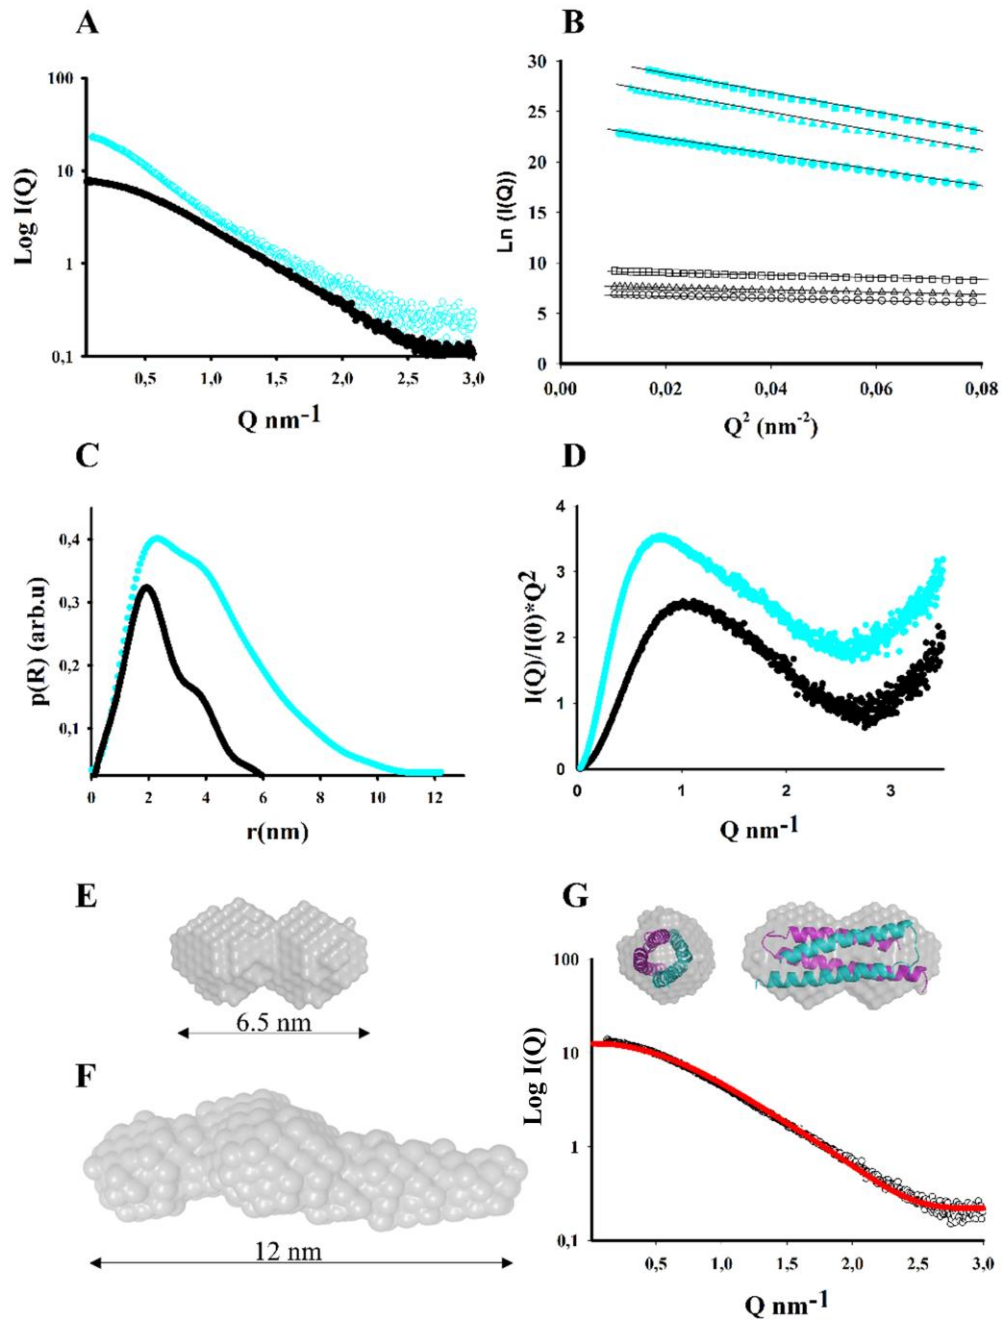 A
100
10
1
0,1
0,5 1,0 1,5 2,0 2,5 3,0
Log I(Q)
Q nm-1
B
30
25
20
15
10
5
0
0,00 0,02 0,04 0,06 0,08
Ln (I(Q))
Q2 (nm-2)
C
0,4
0,3
0,2
0,1
0 2 4 6 8 10 12
p(R) (arb.u)
r(nm)
D
4
3
2
1
0
0 1 2 3
I(Q)/I(0)*Q2
Q nm-1
E
6.5 nm
F
12 nm
G
100
10
1
0,1
0,5 1,0 1,5 2,0 2,5 3,0
Log I(Q)
Q nm-1